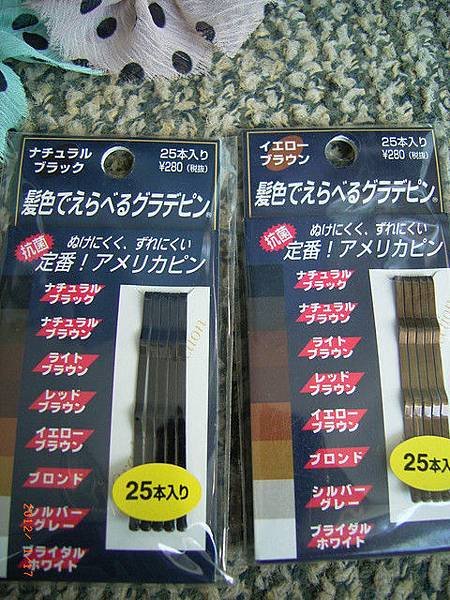 ナチュラル
ブラック
25本入り
¥280(税抜)
髪色でえらべるグラデピン®
抗菌
ぬけにくく、ずれにくい
定番!アメリカピン
ナチュラル
ブラック
ナチュラル
ブラウン
ライト
ブラウン
レッド
ブラウン
イエロー
ブラウン
ブロンド
シルバー
グレー
ブライダル
ホワイト
25本入り
イエロー
ブラウン
25本入り
¥280(税抜)
髪色でえらべるグラデピン®
抗菌
ぬけにくく、ずれにくい
定番!アメリカピン
ナチュラル
ブラック
ナチュラル
ブラウン
ライト
ブラウン
レッド
ブラウン
イエロー
ブラウン
ブロンド
シルバー
グレー
ブライダル
ホワイト
25本入